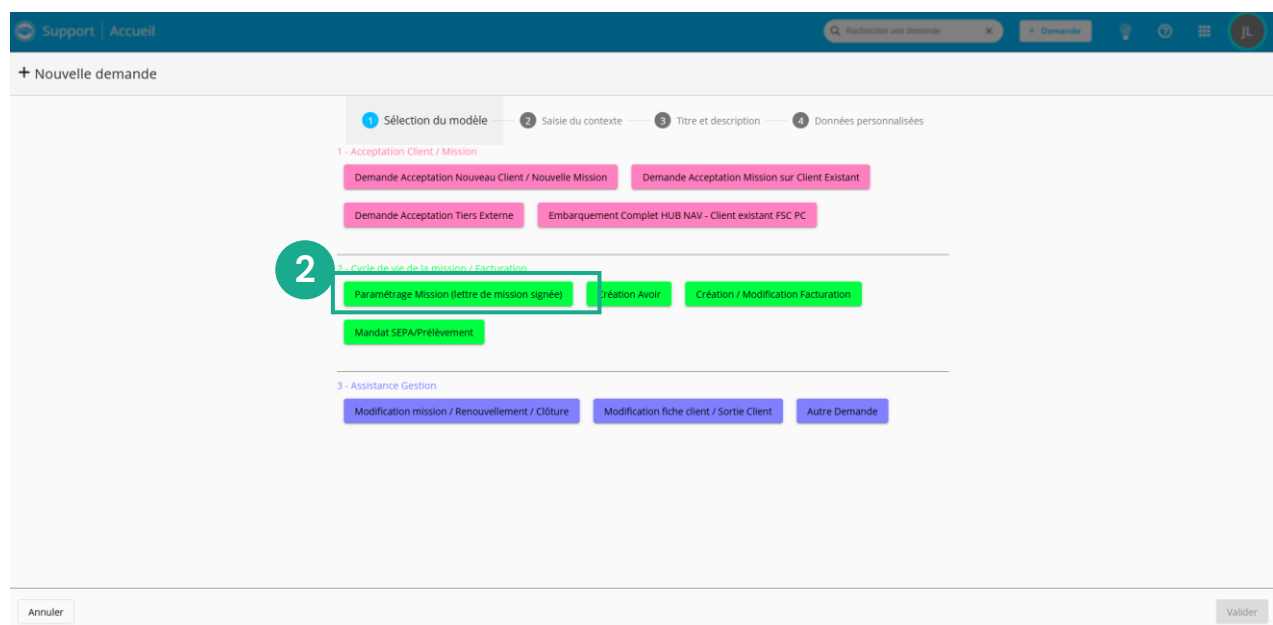 Support | Accueil
Rechercher une demande
+ Demande
JL
+ Nouvelle demande
1 Sélection du modèle
2 Saisie du contexte
3 Titre et description
4 Données personnalisées
1 - Acceptation Client / Mission
Demande Acceptation Nouveau Client / Nouvelle Mission
Demande Acceptation Mission sur Client Existant
Demande Acceptation Tiers Externe
Embarquement Complet HUB NAV - Client existant FSC PC
2
2 - Cycle de vie de la mission / Facturation
Paramétrage Mission (lettre de mission signée)
Création Avoir
Création / Modification Facturation
Mandat SEPA/Prélèvement
3 - Assistance Gestion
Modification mission / Renouvellement / Clôture
Modification fiche client / Sortie Client
Autre Demande
Annuler
Valider